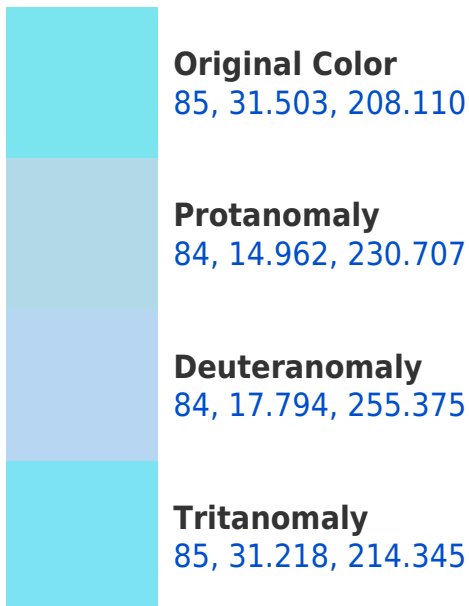 Original Color
85, 31.503, 208.110
Protanomaly
84, 14.962, 230.707
Deuteranomaly
84, 17.794, 255.375
Tritanomaly
85, 31.218, 214.345